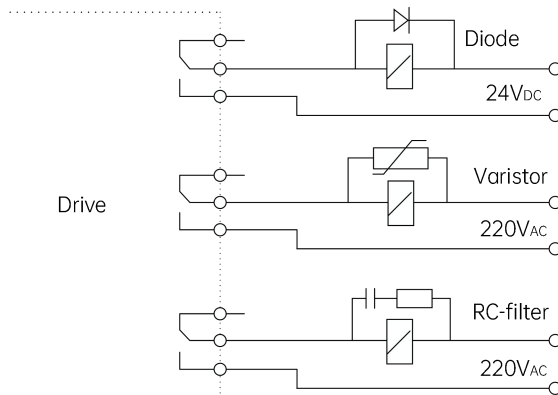 Diode
24VDC
Varistor
Drive
220VAC
RC-filter
220VAC